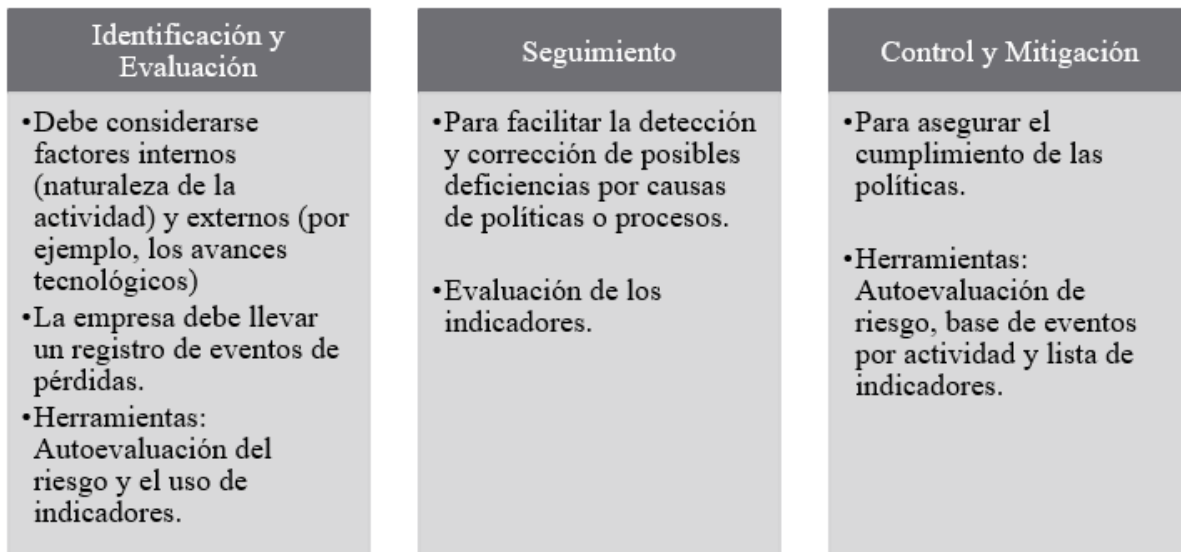 Identificación y
Evaluación
•Debe considerarse
factores internos
(naturaleza de la
actividad) y externos (por
ejemplo, los avances
tecnológicos)
•La empresa debe llevar
un registro de eventos de
pérdidas.
•Herramientas:
Autoevaluación del
riesgo y el uso de
indicadores.
Seguimiento
•Para facilitar la detección
y corrección de posibles
deficiencias por causas
de políticas o procesos.
•Evaluación de los
indicadores.
Control y Mitigación
•Para asegurar el
cumplimiento de las
políticas.
•Herramientas:
Autoevaluación de
riesgo, base de eventos
por actividad y lista de
indicadores.